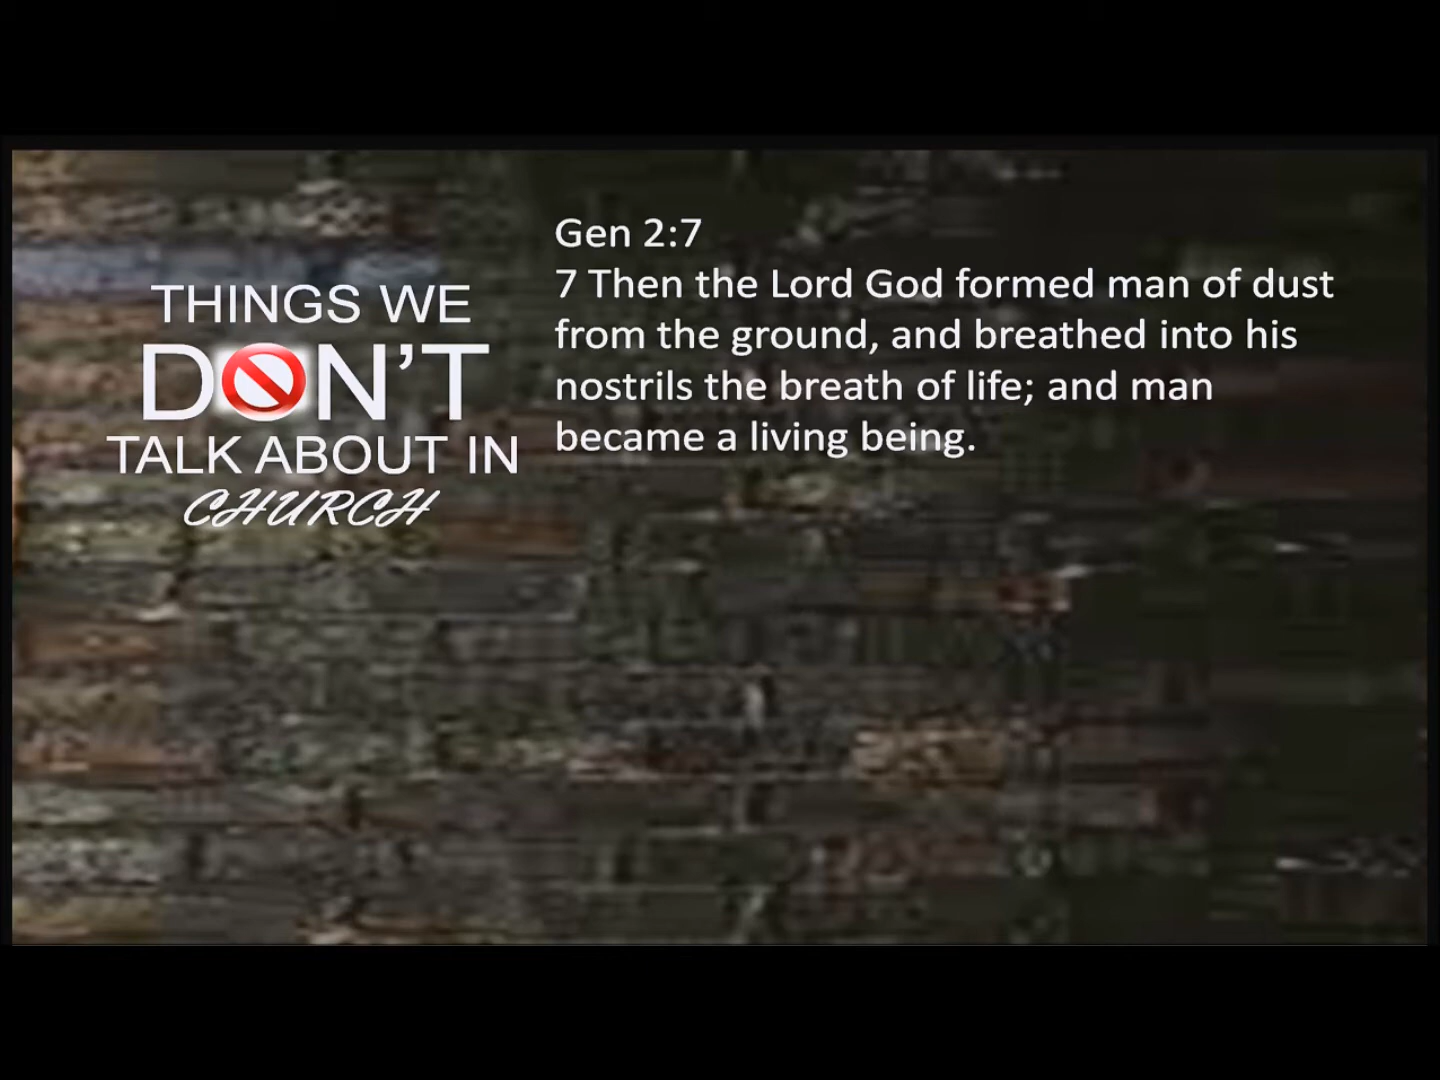 THINGS WE
DON'T
TALK ABOUT IN
CHURCH
Gen 2:7
7 Then the Lord God formed man of dust
from the ground, and breathed into his
nostrils the breath of life; and man
became a living being.